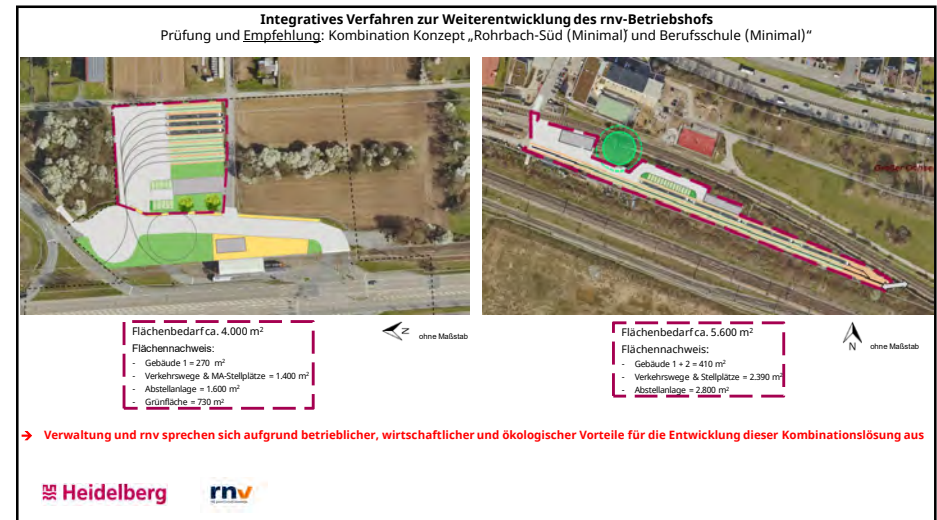 Integratives Verfahren zur Weiterentwicklung des rnv-Betriebshofs
Prüfung und Empfehlung: Kombination Konzept „Rohrbach-Süd (Minimal) und Berufsschule (Minimal)“
Flächenbedarf ca. 4.000 m²
Flächennachweis:
- Gebäude 1 = 270 m²
- Verkehrswege & MA-Stellplätze = 1.400 m²
- Abstellanlage = 1.600 m²
- Grünfläche = 730 m²
N
ohne Maßstab
Flächenbedarf ca. 5.600 m²
Flächennachweis:
- Gebäude 1 + 2 = 410 m²
- Verkehrswege & Stellplätze = 2.390 m²
- Abstellanlage = 2.800 m²
N
ohne Maßstab
→ Verwaltung und rnv sprechen sich aufgrund betrieblicher, wirtschaftlicher und ökologischer Vorteile für die Entwicklung dieser Kombinationslösung aus
Heidelberg
rnv